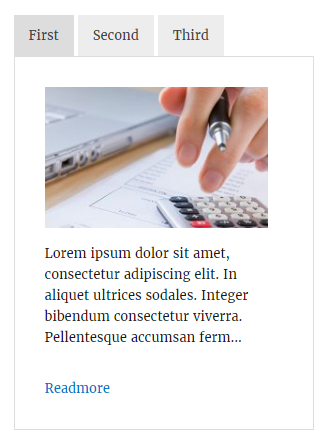 First Second Third
Lorem ipsum dolor sit amet,
consectetur adipiscing elit. In
aliquet ultrices sodales. Integer
bibendum consectetur viverra.
Pellentesque accumsan ferm...
Readmore